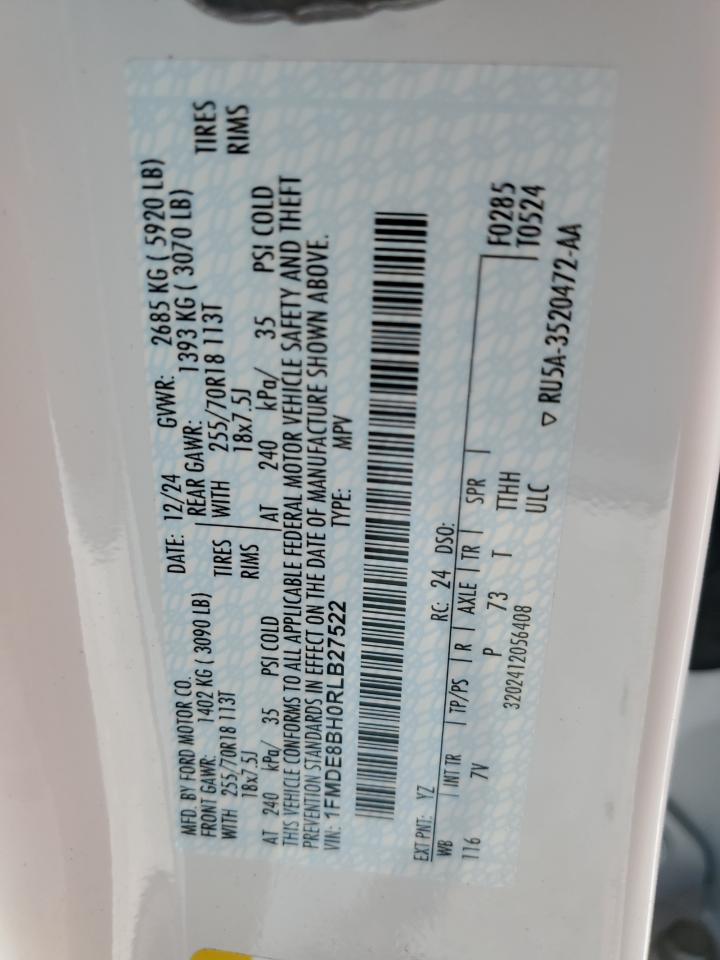 MFD. BY FORD MOTOR CO.
DATE: 12/24 GVWR: 2685 KG ( 5920 LB)
FRONT GAWR: 1402 KG ( 3090 LB) REAR GAWR: 1393 KG ( 3070 LB)
WITH 255/70R18 113T TIRES WITH 255/70R18 113T TIRES
18x7.5J RIMS 18x7.5J RIMS
AT 240 kPa/ 35 PSI COLD AT 240 kPa/ 35 PSI COLD
THIS VEHICLE CONFORMS TO ALL APPLICABLE FEDERAL MOTOR VEHICLE SAFETY AND THEFT
PREVENTION STANDARDS IN EFFECT ON THE DATE OF MANUFACTURE SHOWN ABOVE.
VIN: 1FMDE8BH0RLB27522 TYPE: MPV
EXT PNT: YZ RC: 24 DSO: F0285
WB INT TR TP/PS R AXLE TR SPR T0524
116 7V P 73 T TTHH
3202412056408 ULC
▽ RU5A-3520472-AA